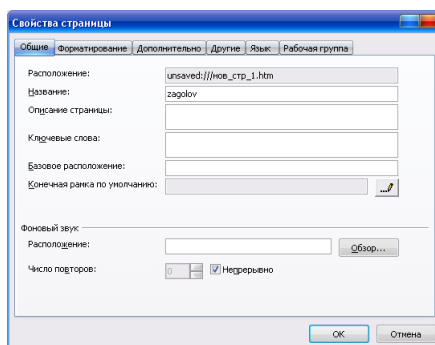 Свойства страницы
Общие Форматирование Дополнительно Другие Язык Рабочая группа
Расположение: unsaved:///нов_стр_1.htm
Название: zagolov
Описание страницы:
Ключевые слова:
Базовое расположение:
Конечная рамка по умолчанию:
Фоновый звук
Расположение: Обзор...
Число повторов: 0 Непрерывно
ОК Отмена